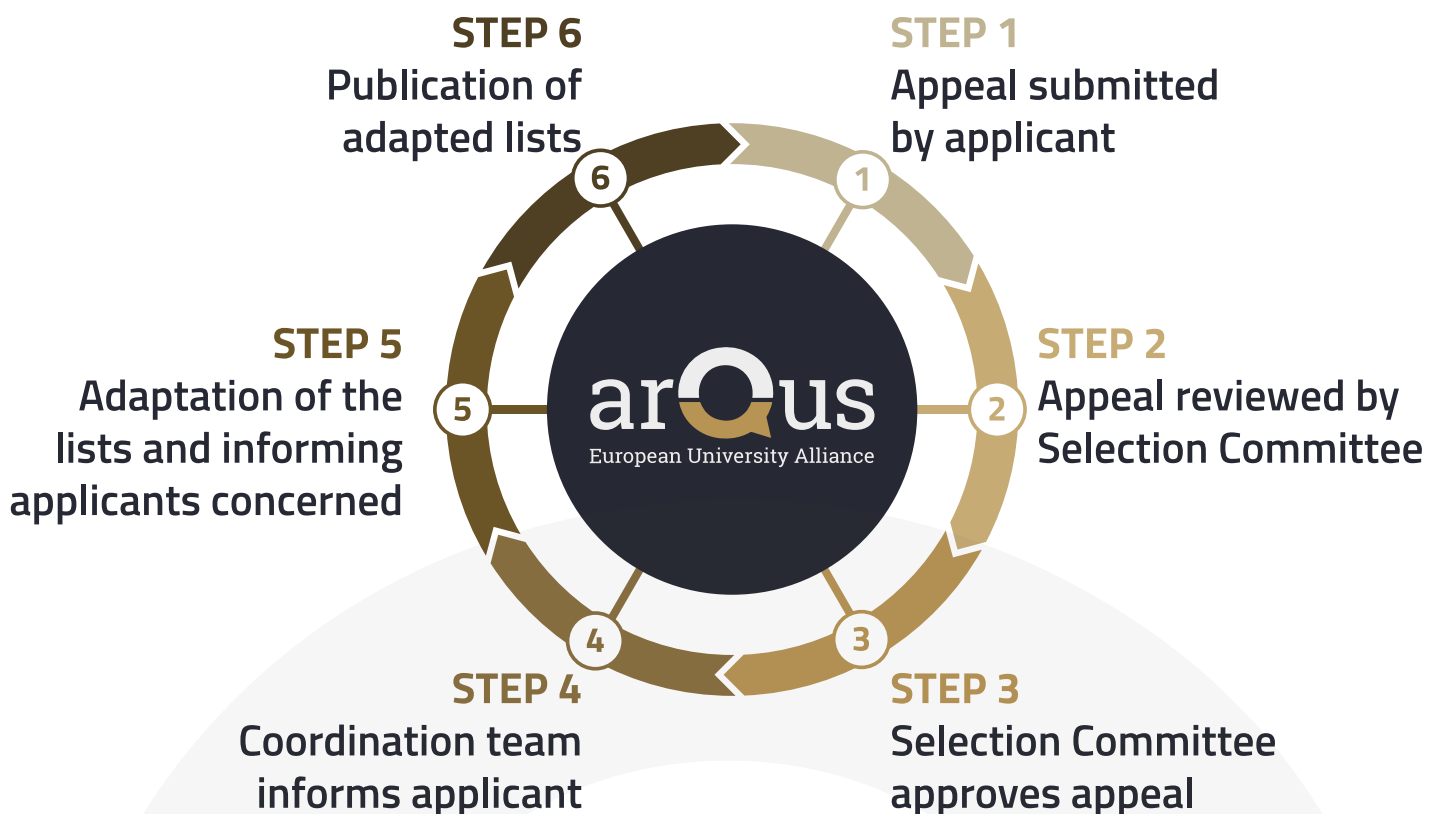 STEP 1
Appeal submitted
by applicant
1
STEP 2
Appeal reviewed by
Selection Committee
2
STEP 3
Selection Committee
approves appeal
3
STEP 4
Coordination team
informs applicant
4
STEP 5
Adaptation of the
lists and informing
applicants concerned
5
STEP 6
Publication of
adapted lists
6
arQus
European University Alliance